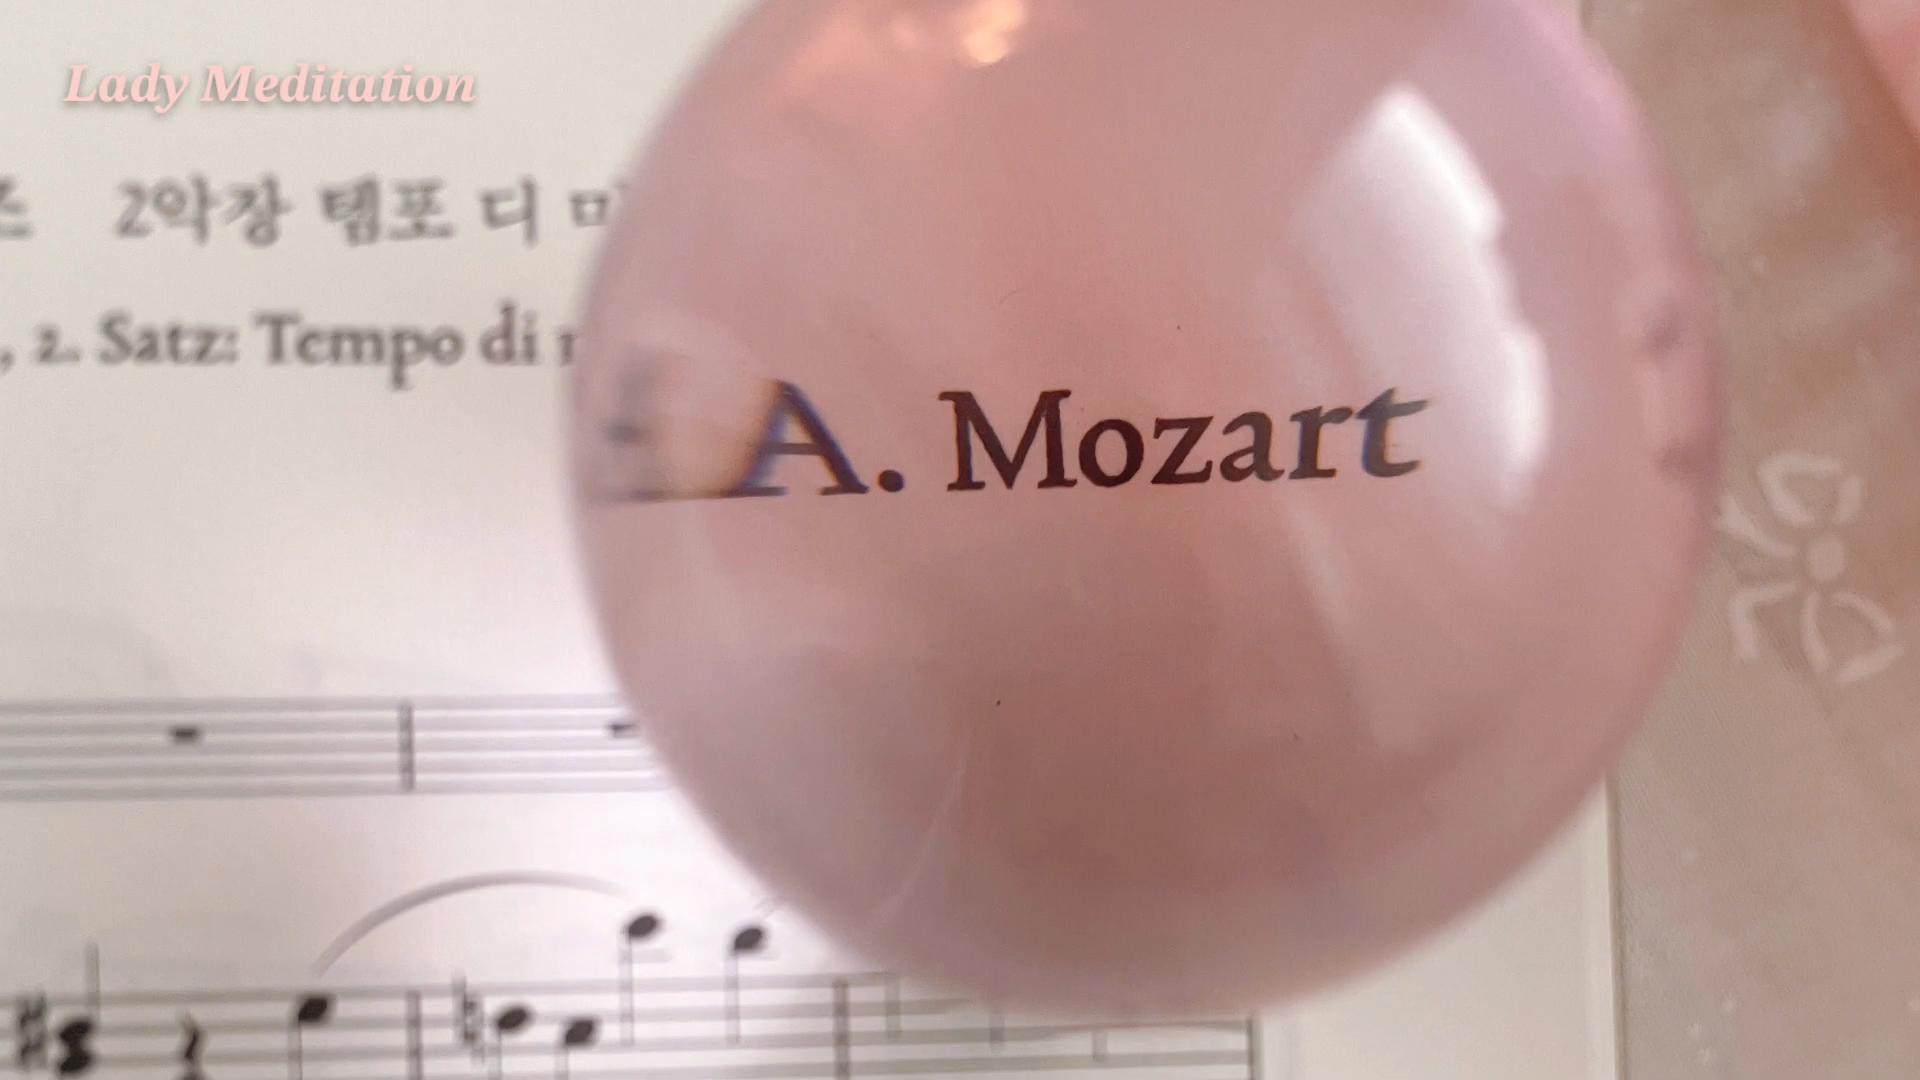 Lady Meditation
2악장 템포 디
, 2. Satz: Tempo di
A. Mozart